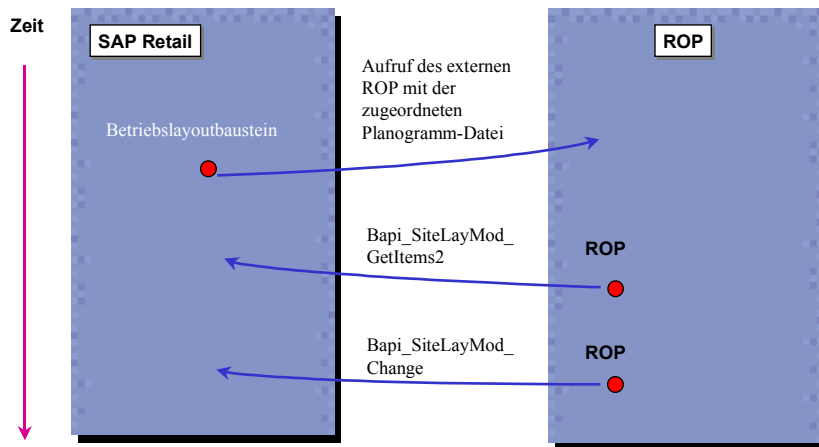 Zeit
SAP Retail
ROP
Aufruf des externen
ROP mit der
zugeordneten
Planogramm-Datei
Betriebslayoutbaustein
Bapi_SiteLayMod_
GetItems2
ROP
Bapi_SiteLayMod_
Change
ROP